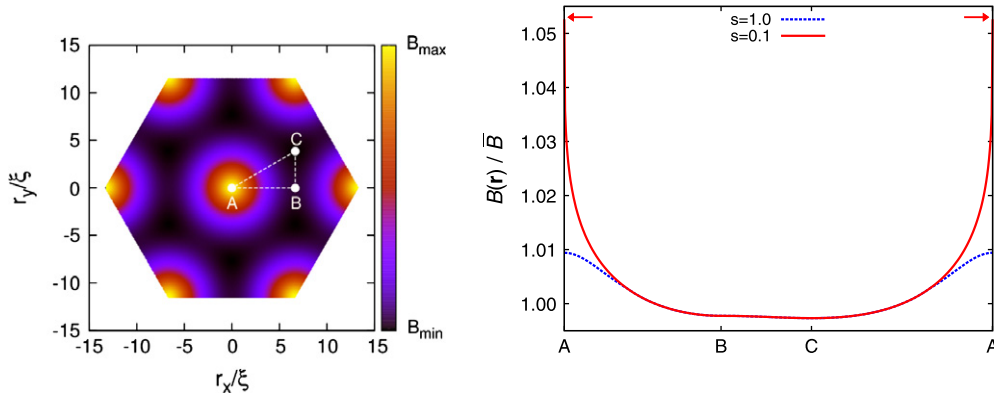 15
10
5
0
-5
-10
-15
-15 -10 -5 0 5 10 15
r_y/ξ
r_x/ξ
A
B
C
B_max
B_min
1.05
1.04
1.03
1.02
1.01
1.00
B(r) / B̅
s=1.0
s=0.1
A B C A